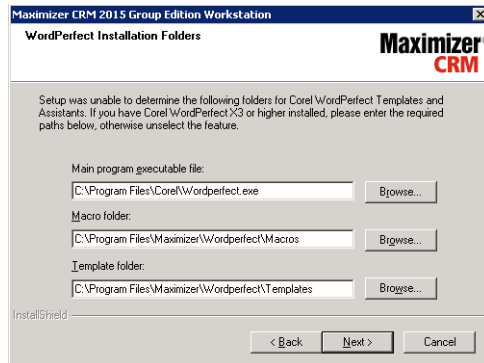 Maximizer CRM 2015 Group Edition Workstation
WordPerfect Installation Folders
Maximizer
CRM
Setup was unable to determine the following folders for Corel WordPerfect Templates and
Assistants. If you have Corel WordPerfect X3 or higher installed, please enter the required
paths below, otherwise unselect the feature.
Main program executable file:
C:\Program Files\Corel\Wordperfect.exe
Browse...
Macro folder:
C:\Program Files\Maximizer\Wordperfect\Macros
Browse...
Template folder:
C:\Program Files\Maximizer\Wordperfect\Templates
Browse...
InstallShield
< Back
Next >
Cancel